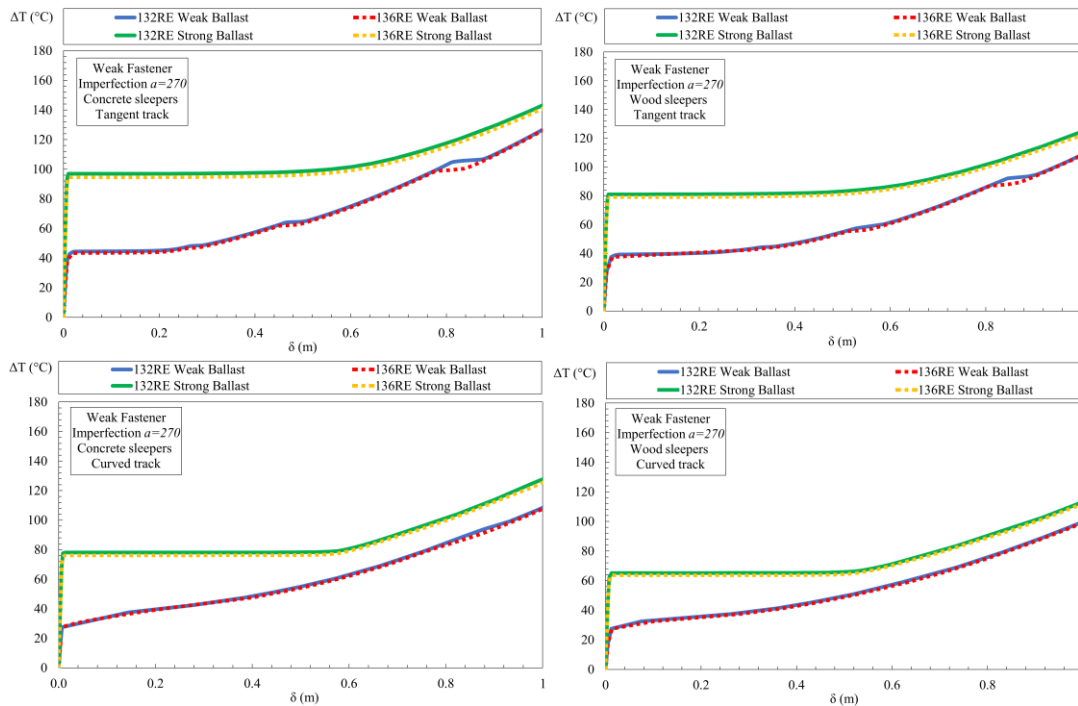 ΔT (°C)
132RE Weak Ballast
136RE Weak Ballast
132RE Strong Ballast
136RE Strong Ballast
180
160
140
120
100
80
60
40
20
0
Weak Fastener
Imperfection a=270
Concrete sleepers
Tangent track
0
0.2
0.4
0.6
0.8
1
δ (m)
ΔT (°C)
132RE Weak Ballast
136RE Weak Ballast
132RE Strong Ballast
136RE Strong Ballast
180
160
140
120
100
80
60
40
20
0
Weak Fastener
Imperfection a=270
Wood sleepers
Tangent track
0
0.2
0.4
0.6
0.8
δ (m)
ΔT (°C)
132RE Weak Ballast
136RE Weak Ballast
132RE Strong Ballast
136RE Strong Ballast
180
160
140
120
100
80
60
40
20
0
Weak Fastener
Imperfection a=270
Concrete sleepers
Curved track
0.0
0.2
0.4
0.6
0.8
1
δ (m)
ΔT (°C)
132RE Weak Ballast
136RE Weak Ballast
132RE Strong Ballast
136RE Strong Ballast
180
160
140
120
100
80
60
40
20
0
Weak Fastener
Imperfection a=270
Wood sleepers
Curved track
0.0
0.2
0.4
0.6
0.8
δ (m)